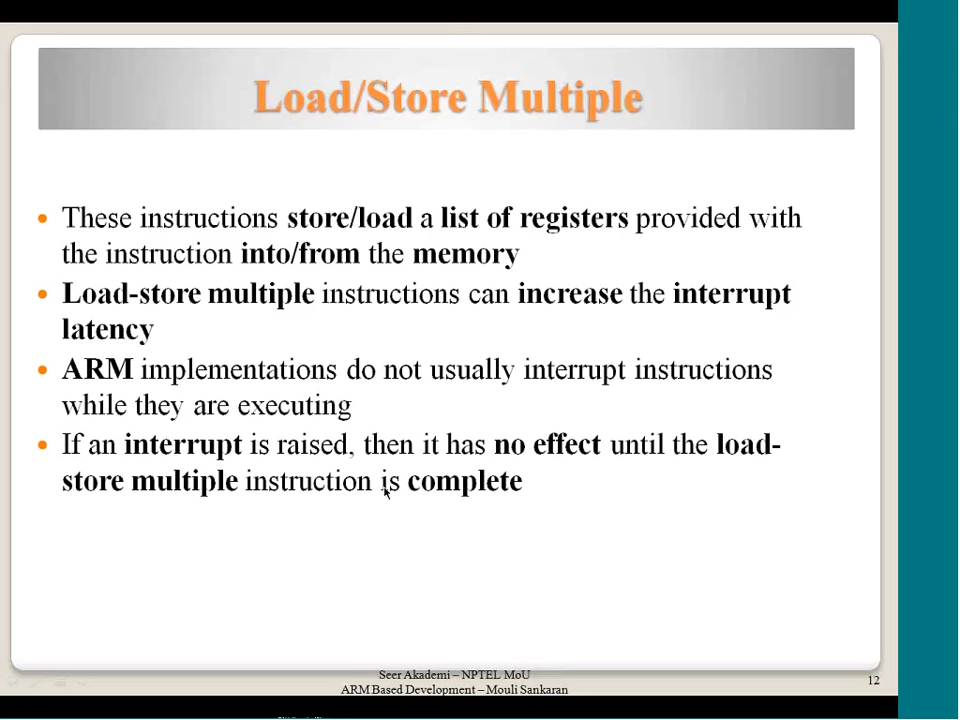 Load/Store Multiple
These instructions store/load a list of registers provided with
the instruction into/from the memory
Load-store multiple instructions can increase the interrupt
latency
ARM implementations do not usually interrupt instructions
while they are executing
If an interrupt is raised, then it has no effect until the load-
store multiple instruction is complete
Seer Akademi – NPTEL MoU
ARM Based Development – Mouli Sankaran
12